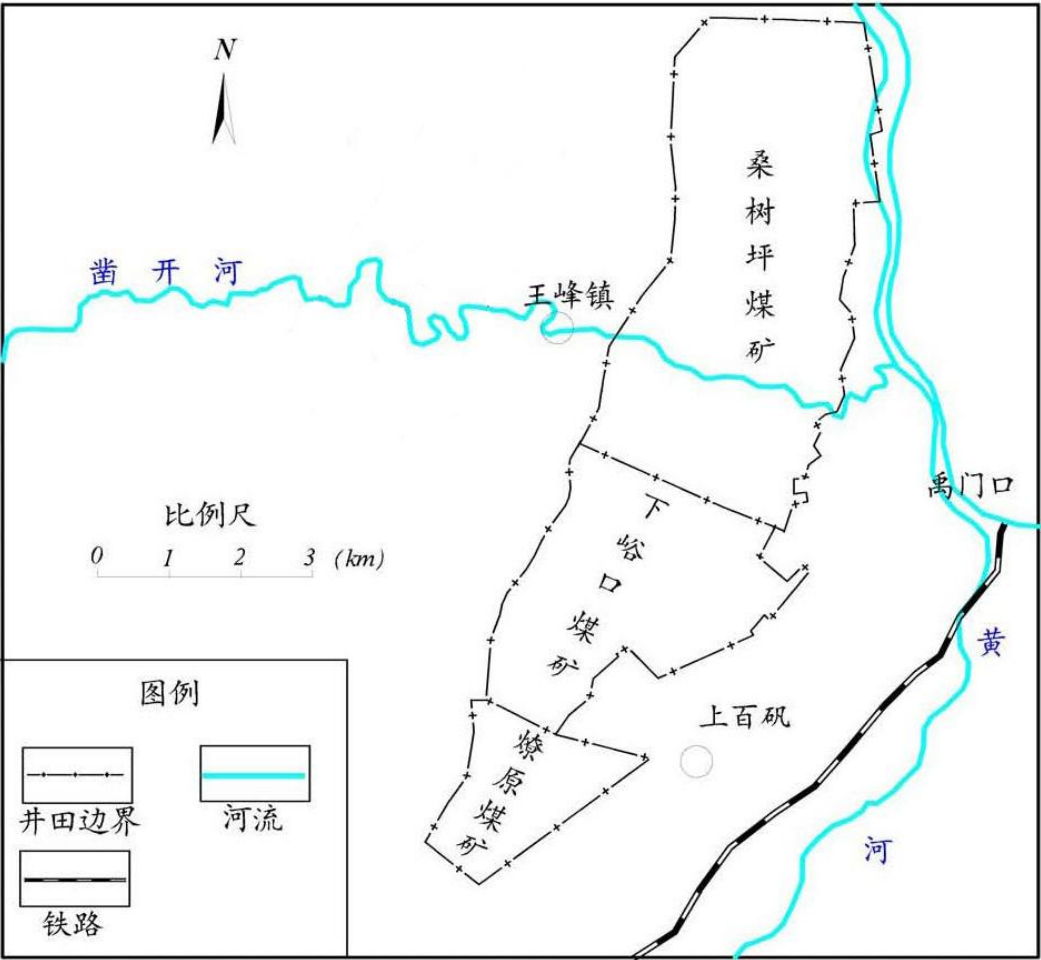 N
桑树坪煤矿
凿开河
王峰镇
禹门口
比例尺
0 1 2 3 (km)
下峪口煤矿
黄河
图例
上百矾
燎原煤矿
井田边界
河流
铁路